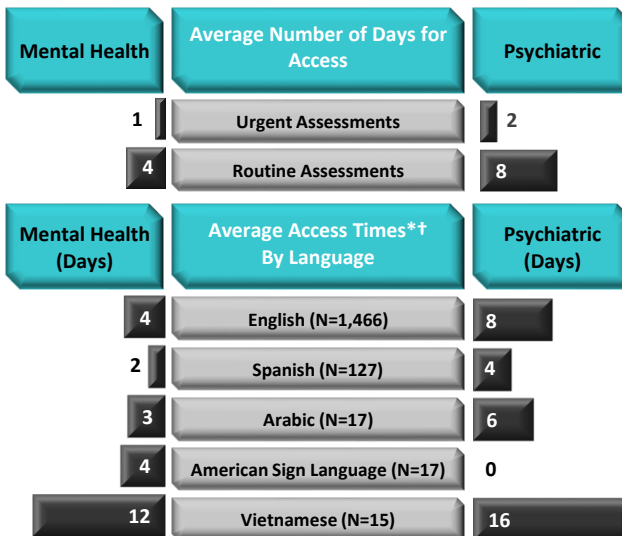 Mental Health
Average Number of Days for
Access
Psychiatric
1
Urgent Assessments
2
4
Routine Assessments
8
Mental Health
(Days)
Average Access Times*†
By Language
Psychiatric
(Days)
4
English (N=1,466)
8
2
Spanish (N=127)
4
3
Arabic (N=17)
6
4
American Sign Language (N=17)
0
12
Vietnamese (N=15)
16